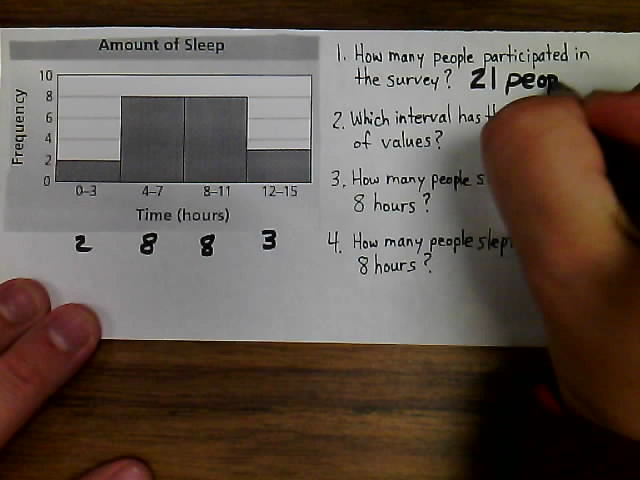 Amount of Sleep
Frequency
10
8
6
4
2
0
0–3 4–7 8–11 12–15
Time (hours)
2 8 8 3
1. How many people participated in
the survey? 21 peop
2. Which interval has
of values?
3. How many people s
8 hours?
4. How many people slep
8 hours?